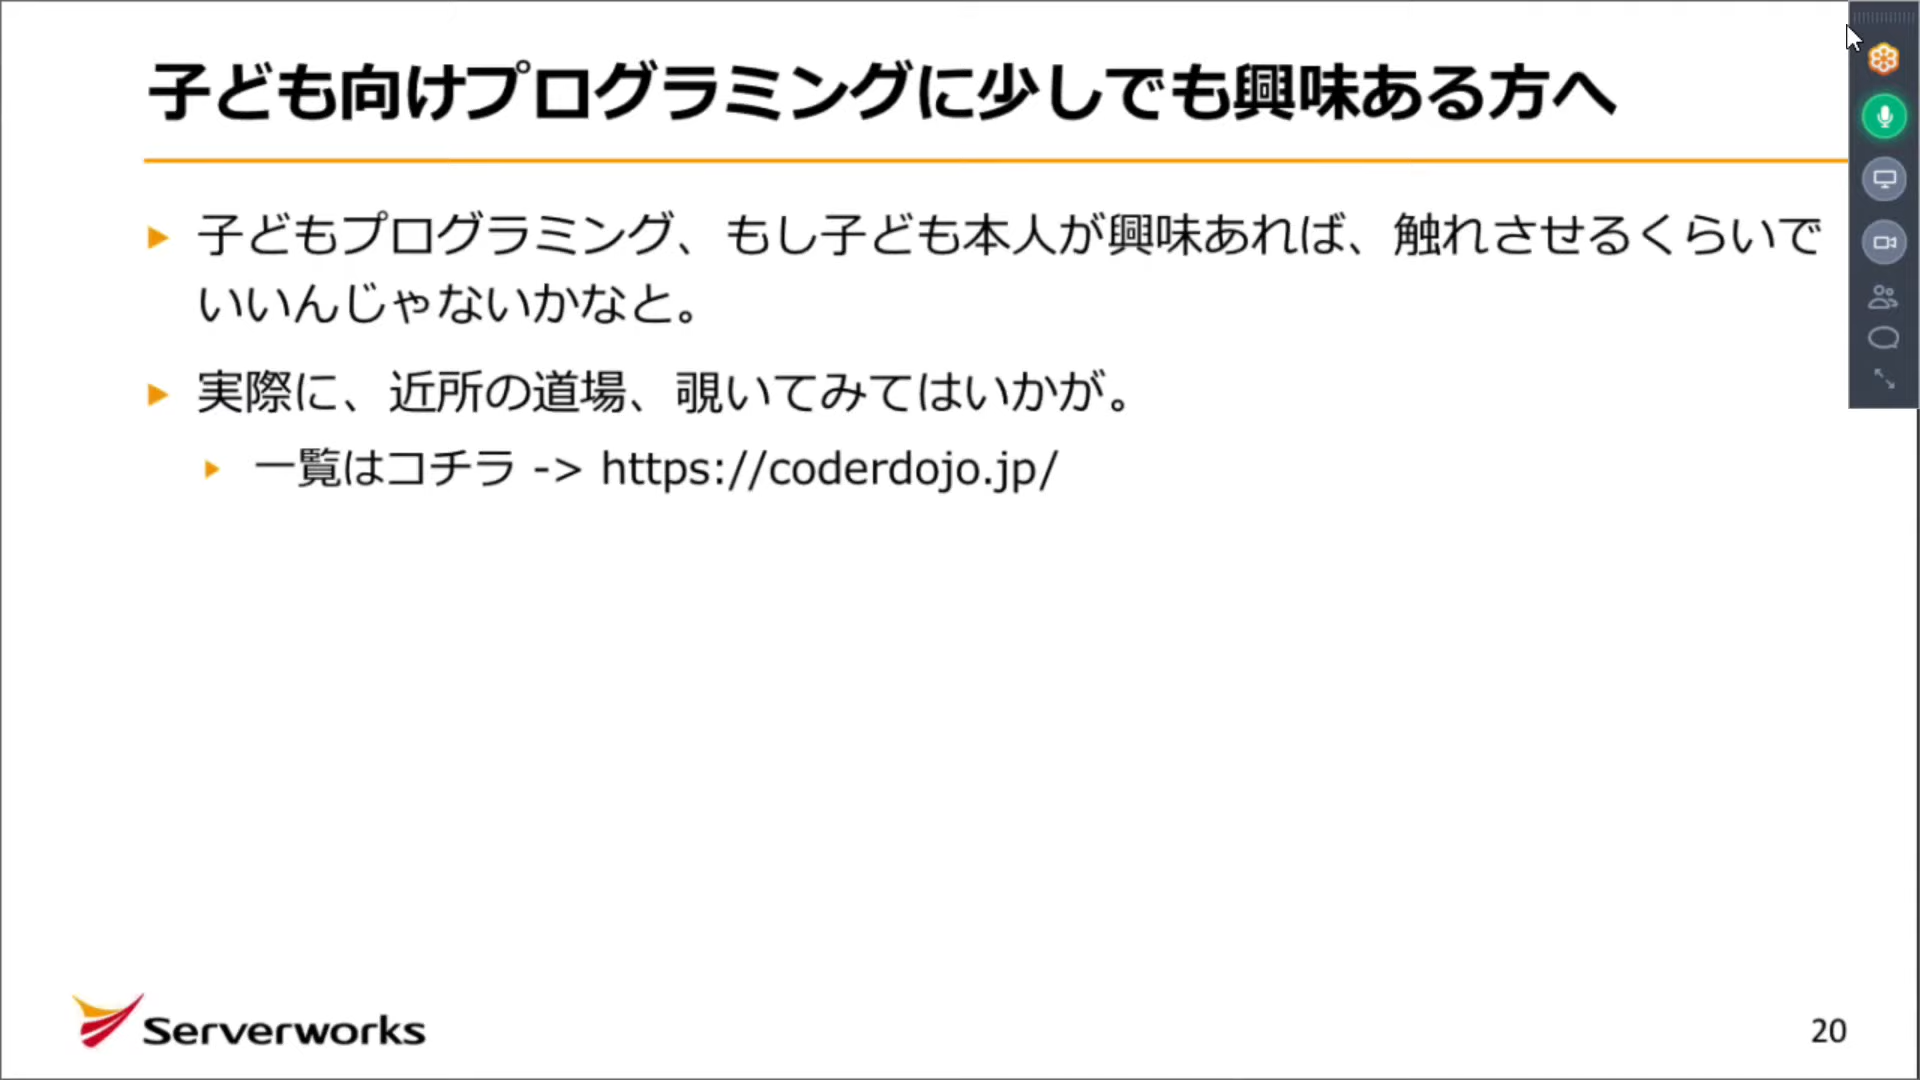 子ども向けプログラミングに少しでも興味ある方へ
子どもプログラミング、もし子ども本人が興味あれば、触れさせるくらいで
いいんじゃないかなと。
実際に、近所の道場、覗いてみてはいかが。
一覧はコチラ -> https://coderdojo.jp/
Serverworks
20